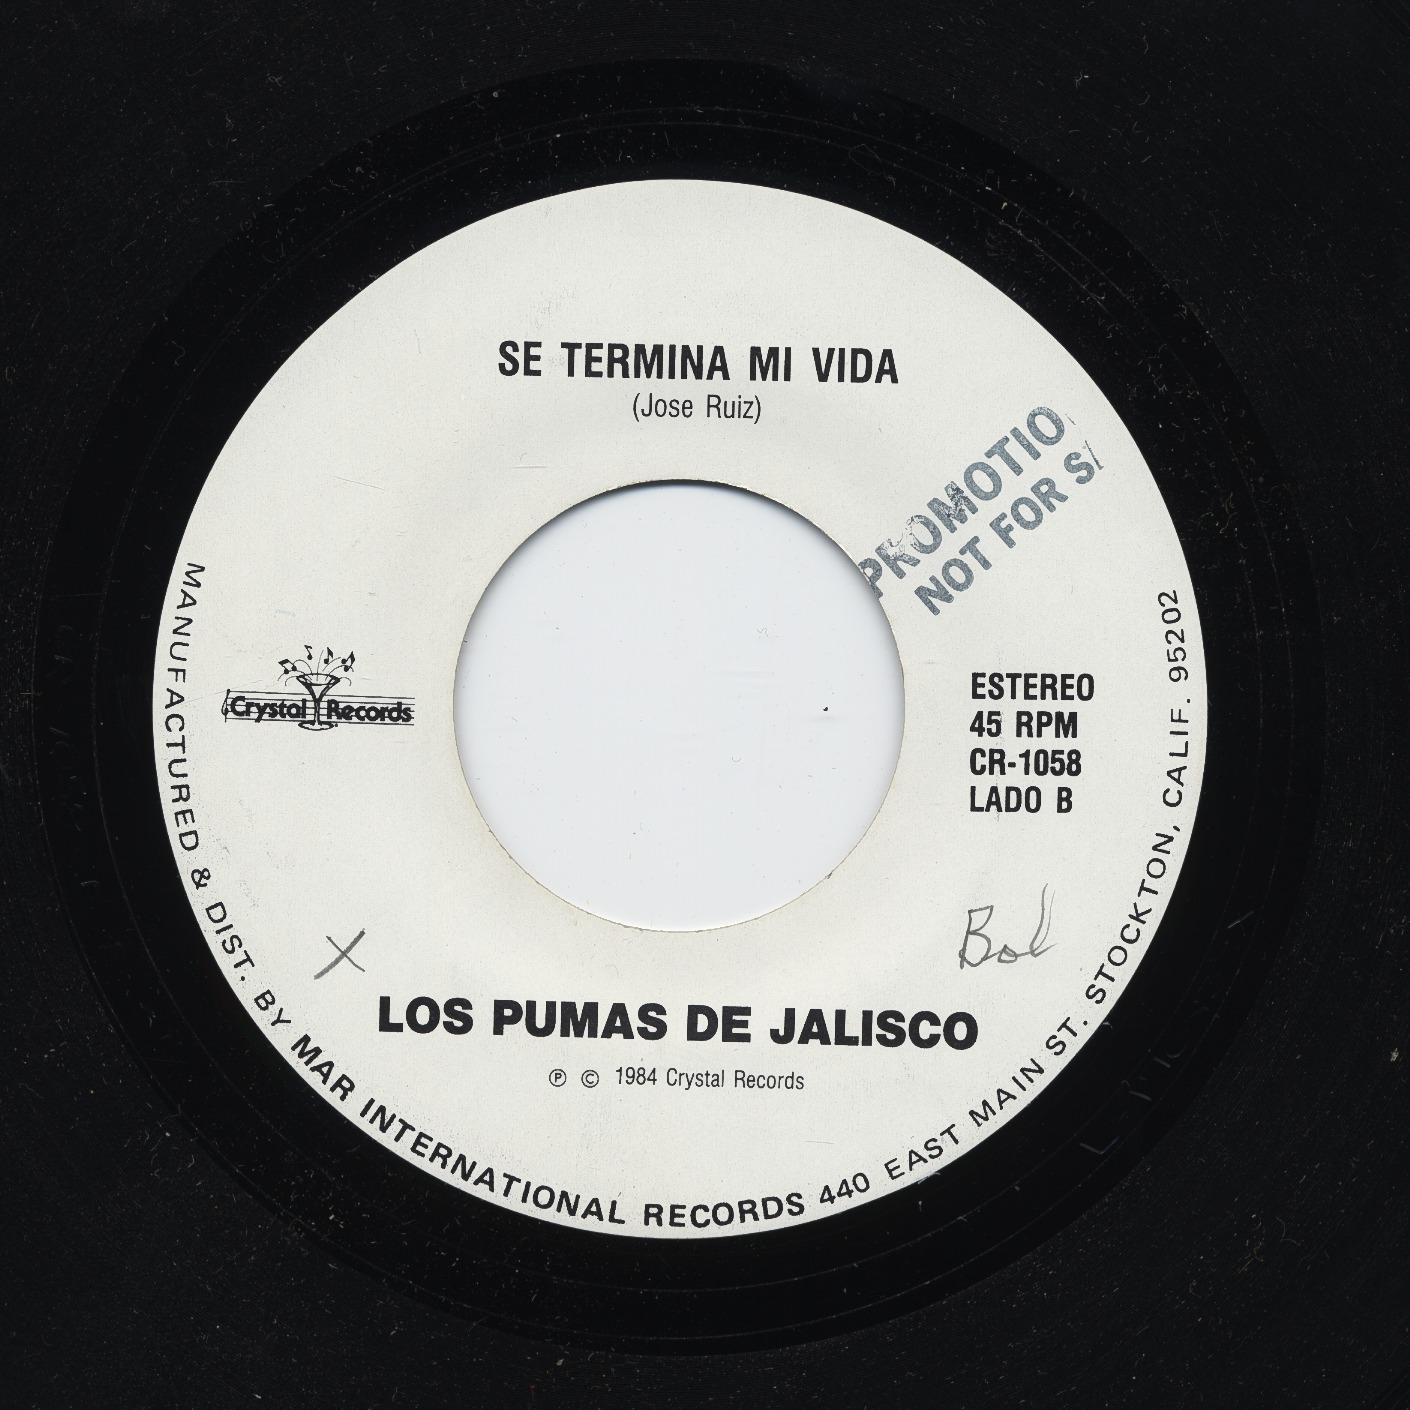 SE TERMINA MI VIDA
(Jose Ruiz)
PROMOTIO
NOT FOR S
Crystal Records
ESTEREO
45 RPM
CR-1058
LADO B
X
LOS PUMAS DE JALISCO
Ⓟ © 1984 Crystal Records
MANUFACTURED & DIST. BY MAR INTERNATIONAL RECORDS 440 EAST MAIN ST. STOCKTON, CALIF. 95202